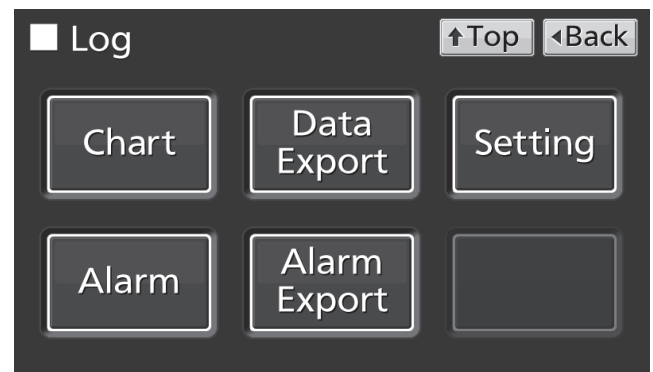 Log
Top
Back
Chart
Data
Export
Setting
Alarm
Alarm
Export